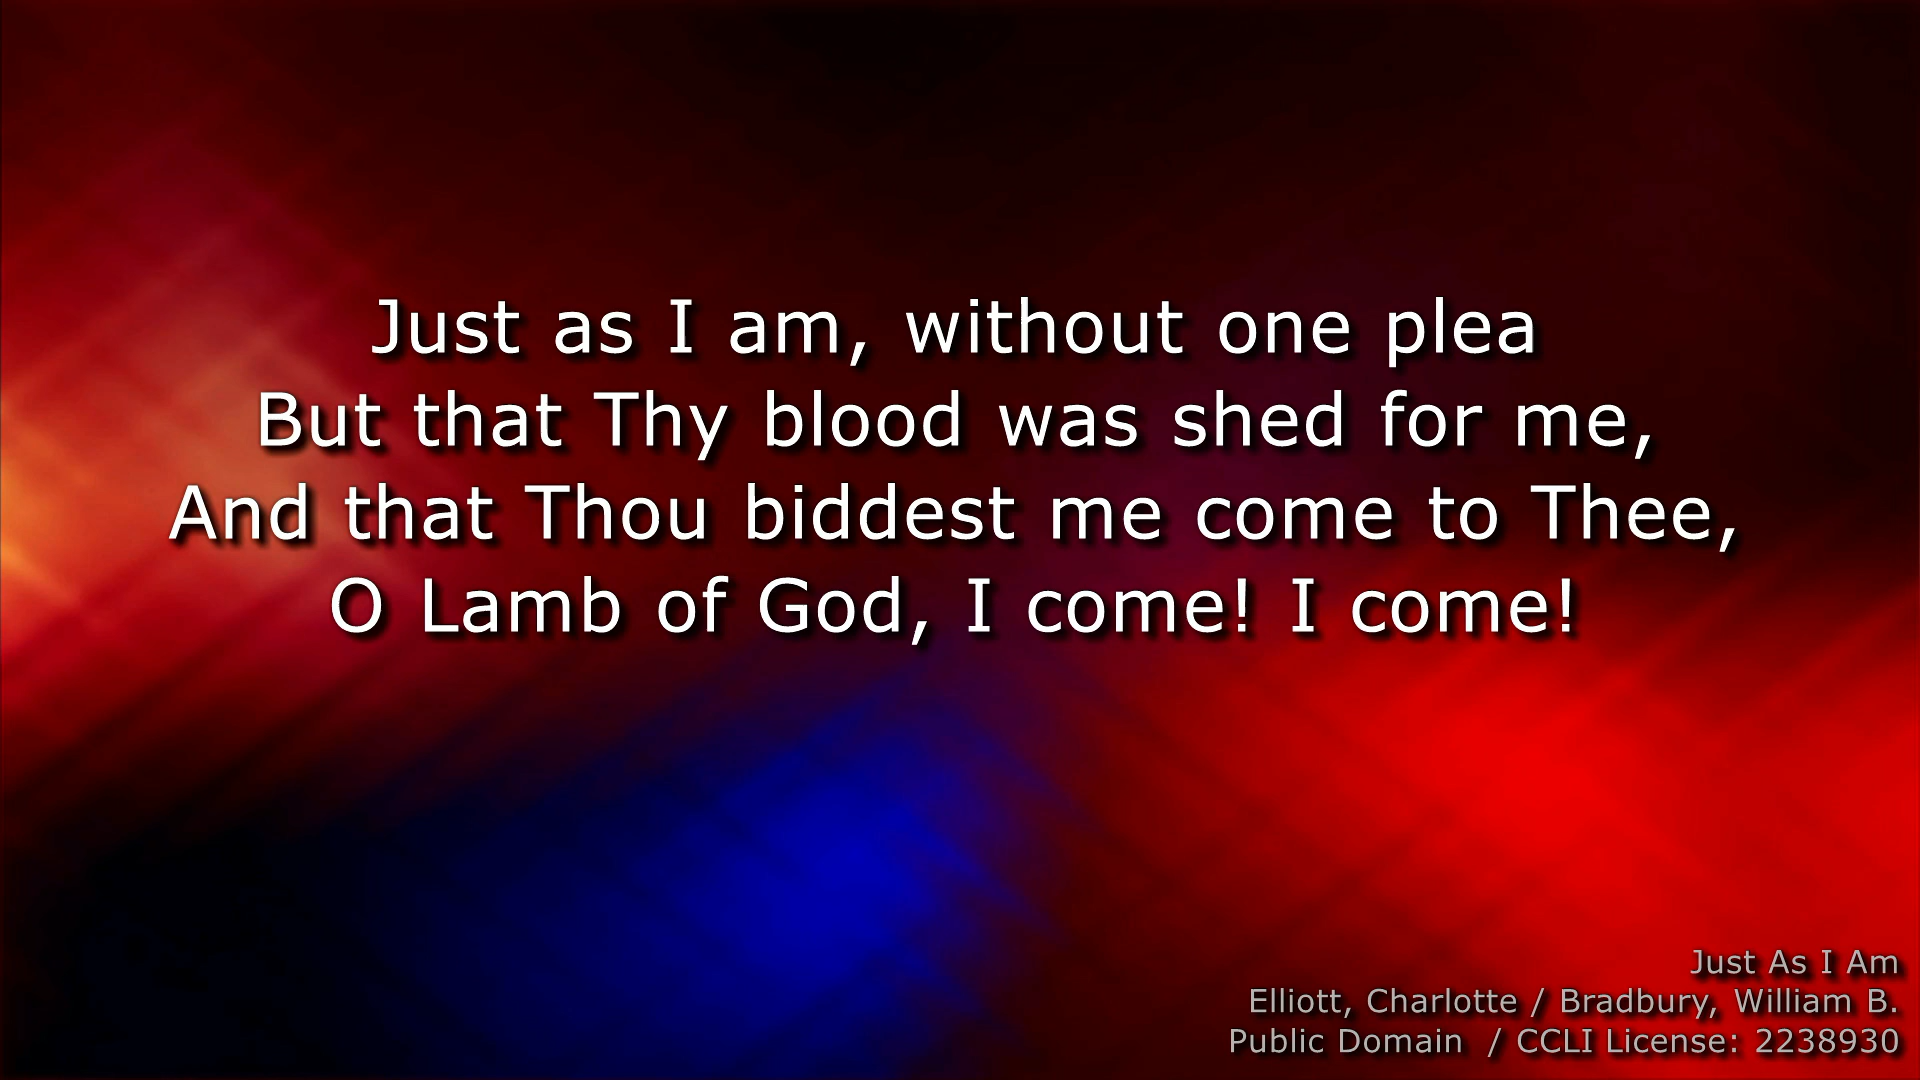 Just as I am, without one plea
But that Thy blood was shed for me,
And that Thou biddest me come to Thee,
O Lamb of God, I come! I come!
Just As I Am
Elliott, Charlotte / Bradbury, William B.
Public Domain  / CCLI License: 2238930